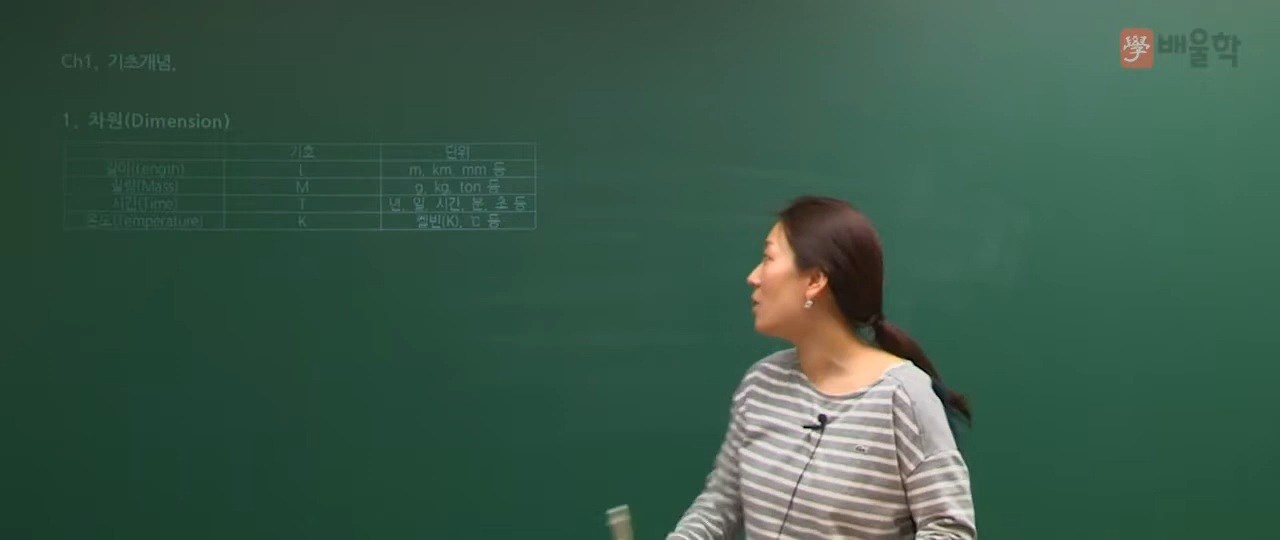 學 배울학
Ch1. 기초개념.
1. 차원(Dimension)
기호 단위
길이(Length) L m, km, mm 등
질량(Mass) M g, kg, ton 등
시간(Time) T 년, 일, 시간, 분, 초 등
온도(Temperature) K 켈빈(K), ℃ 등